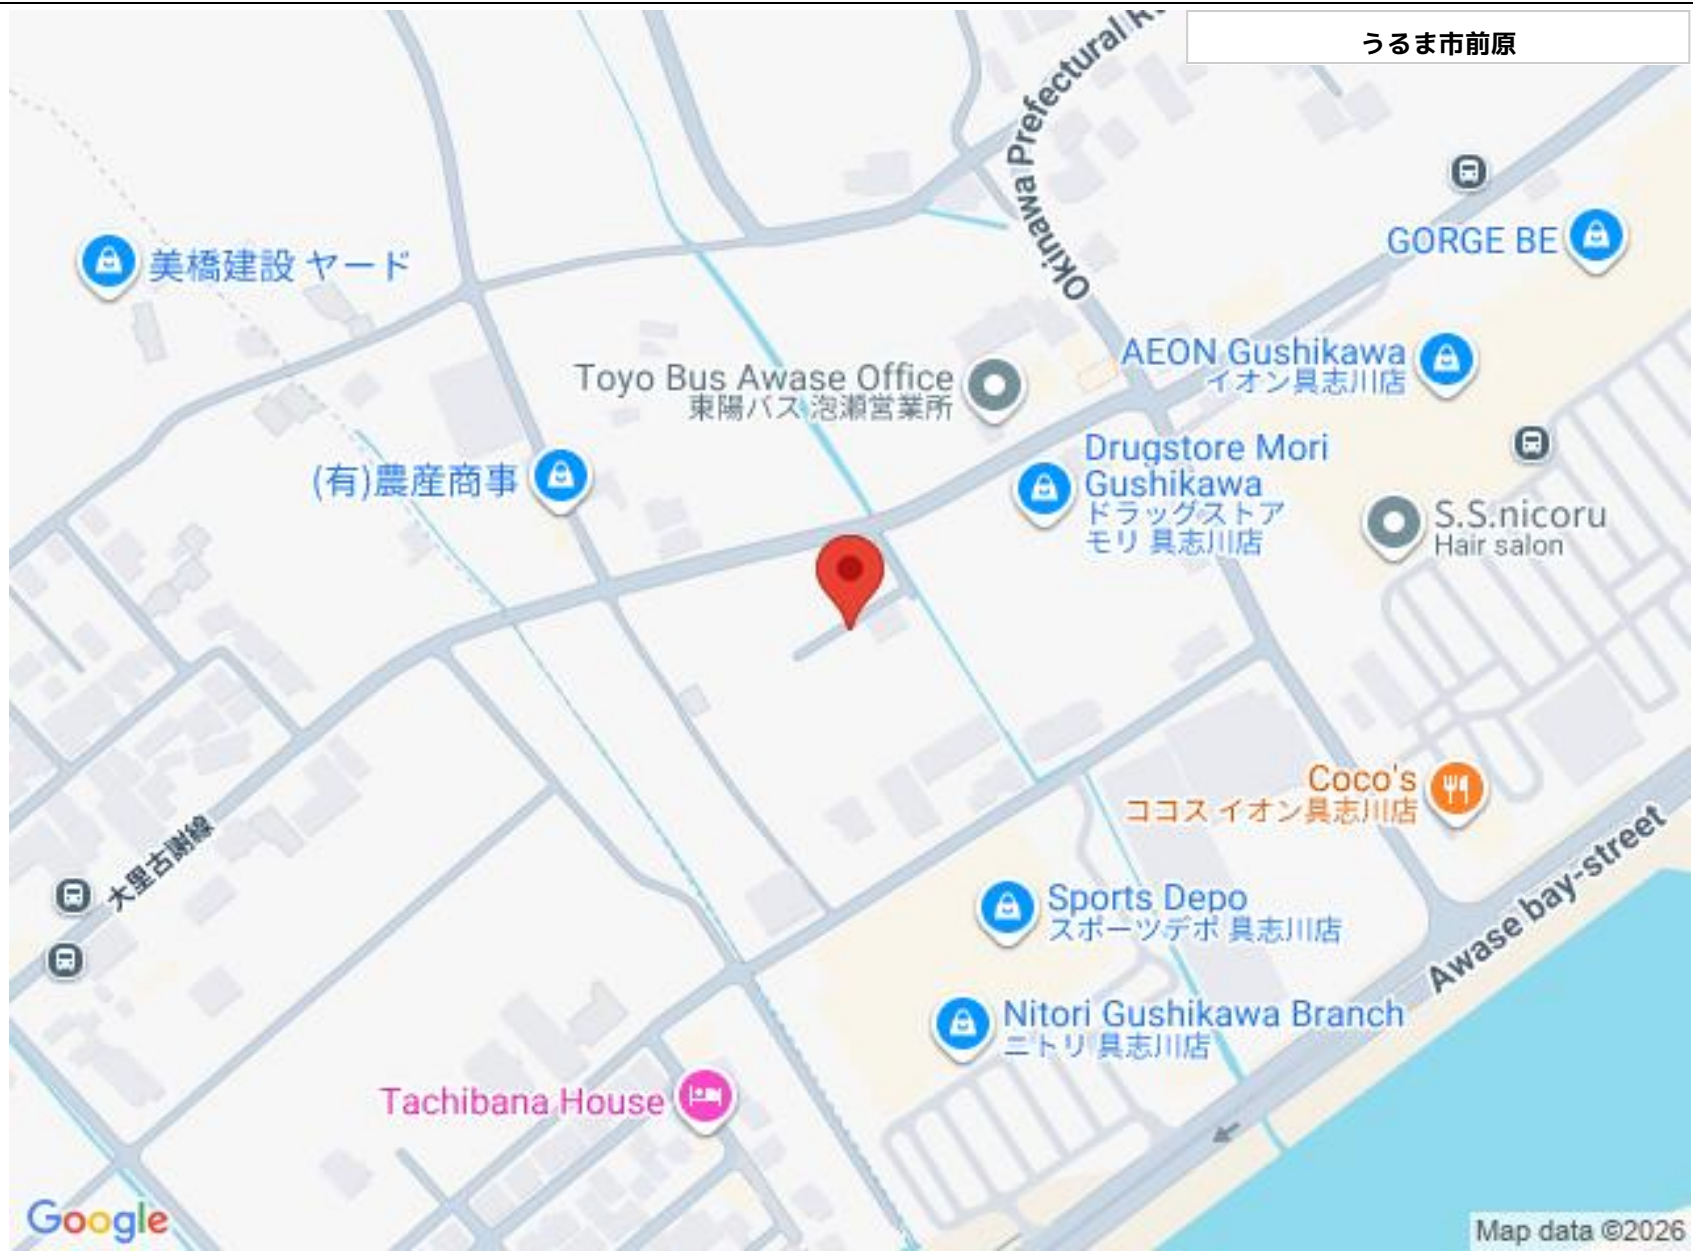 うるま市前原
Okinawa Prefectural R
美橋建設 ヤード
GORGE BE
AEON Gushikawa
イオン具志川店
Toyo Bus Awase Office
東陽バス 泡瀬営業所
Drugstore Mori
Gushikawa
ドラッグストア
モリ 具志川店
(有)農産商事
S.S.nicoru
Hair salon
Coco's
ココス イオン具志川店
大里古謝線
Awase bay-street
Sports Depo
スポーツデポ 具志川店
Nitori Gushikawa Branch
ニトリ 具志川店
Tachibana House
Google
Map data ©2026